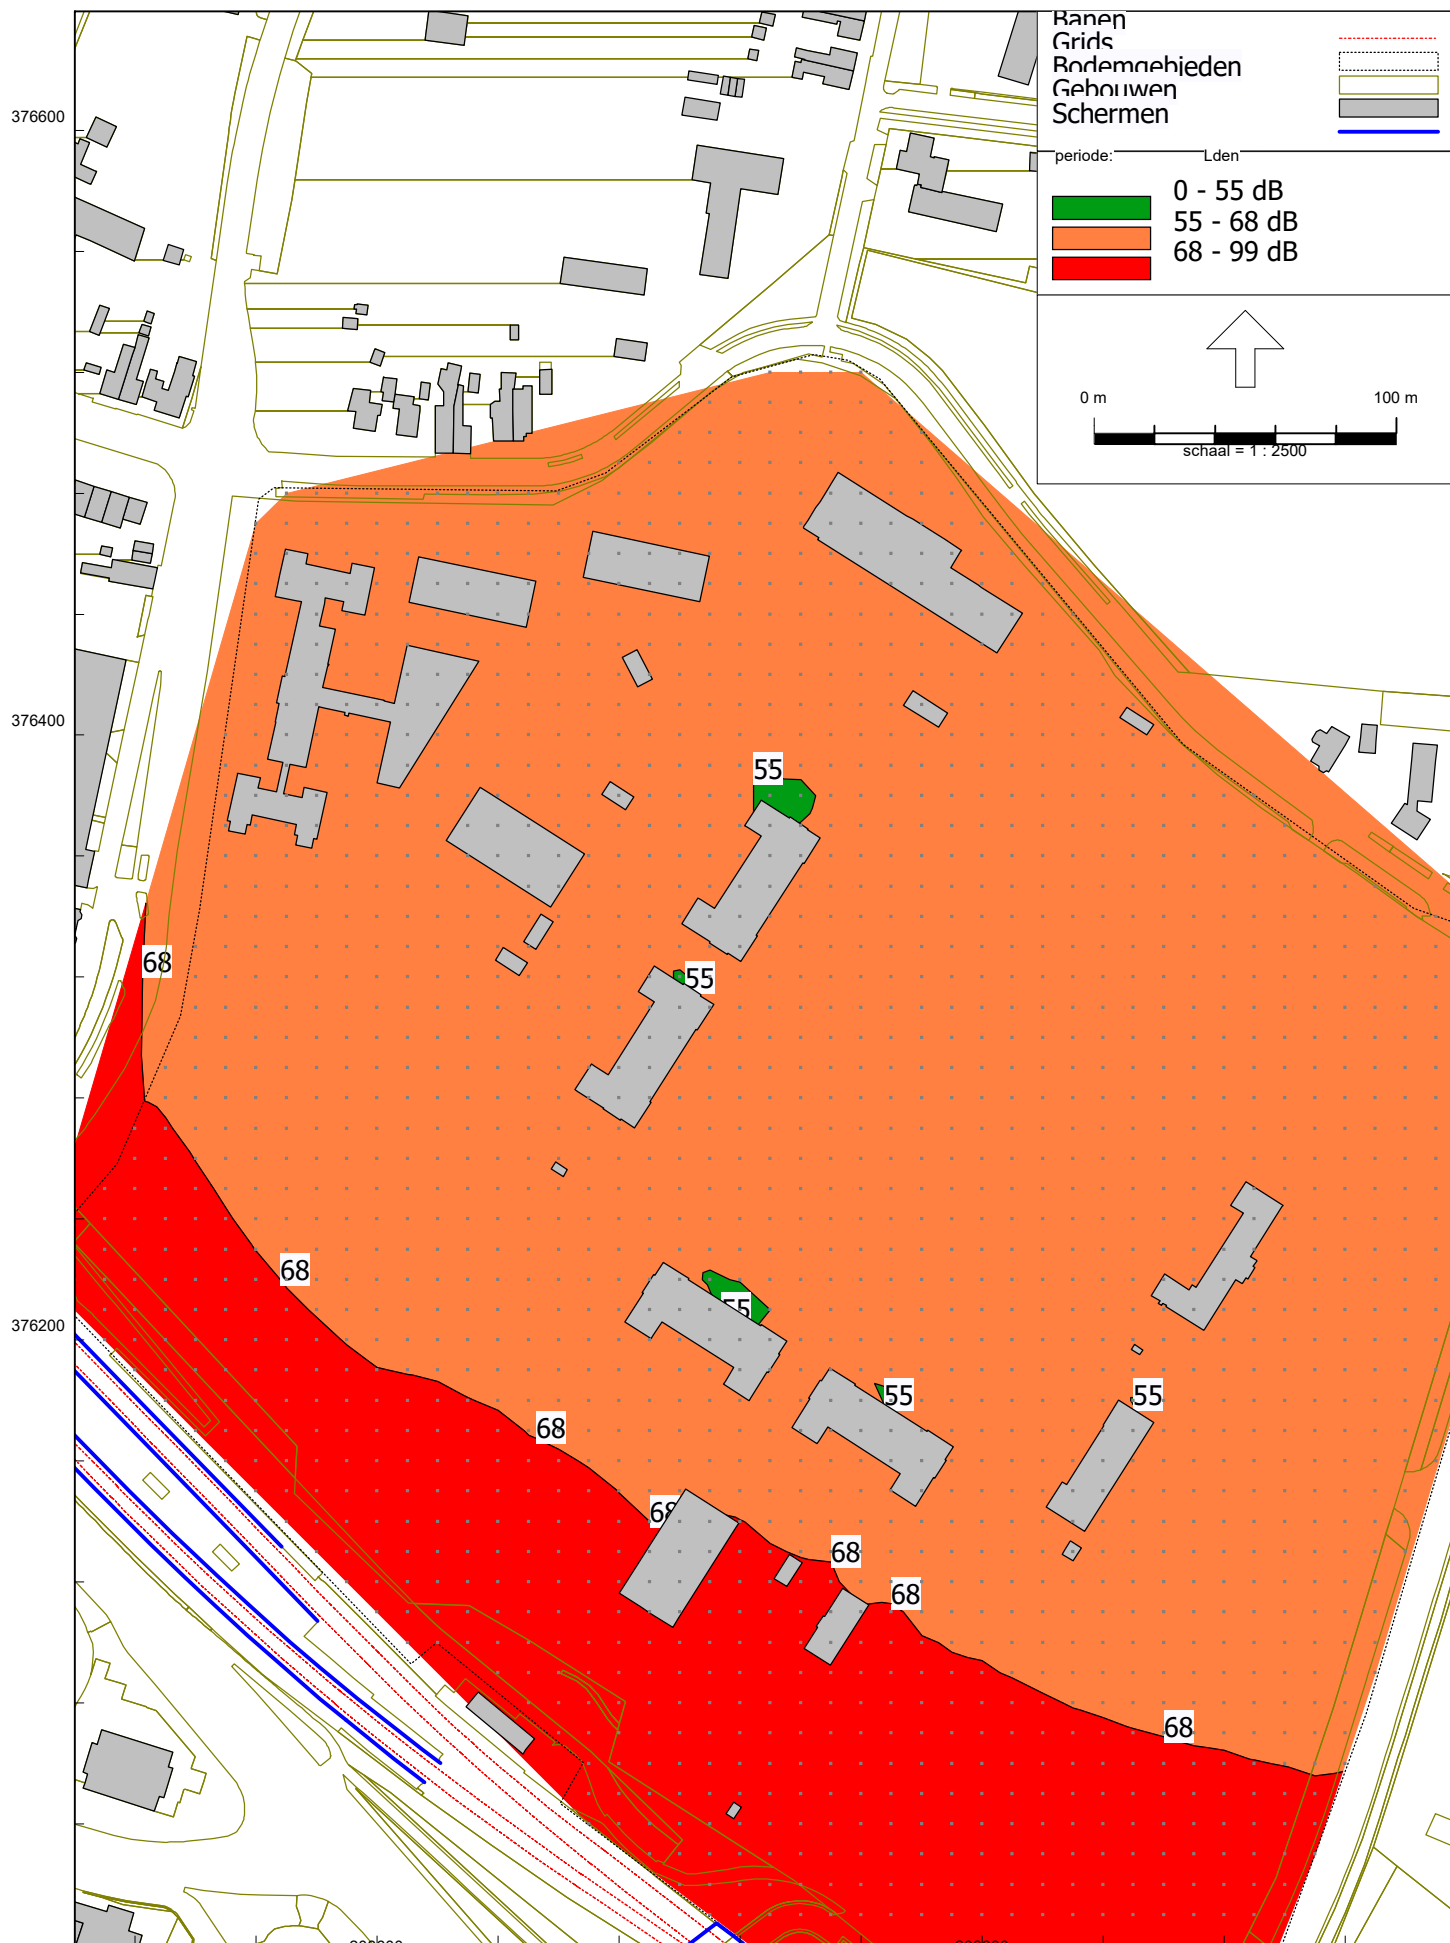 Banen
Grids
Bodemgebieden
Gebouwen
Schermen
periode: Lden
0 - 55 dB
55 - 68 dB
68 - 99 dB
0 m 100 m
schaal = 1 : 2500
376600
376400
376200
55
55
68
68
55
55
55
68
68
68
68
68